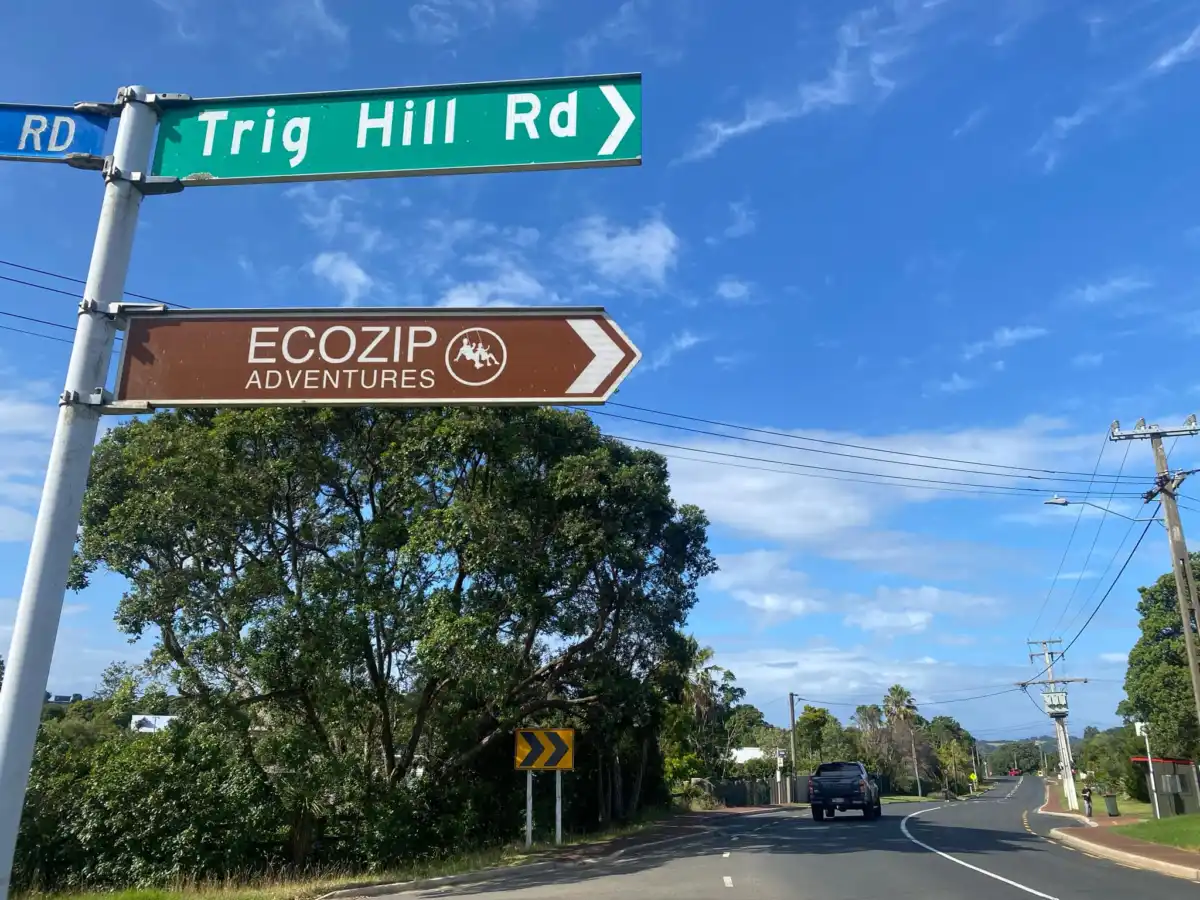 RD
Trig Hill Rd
ECOZIP
ADVENTURES